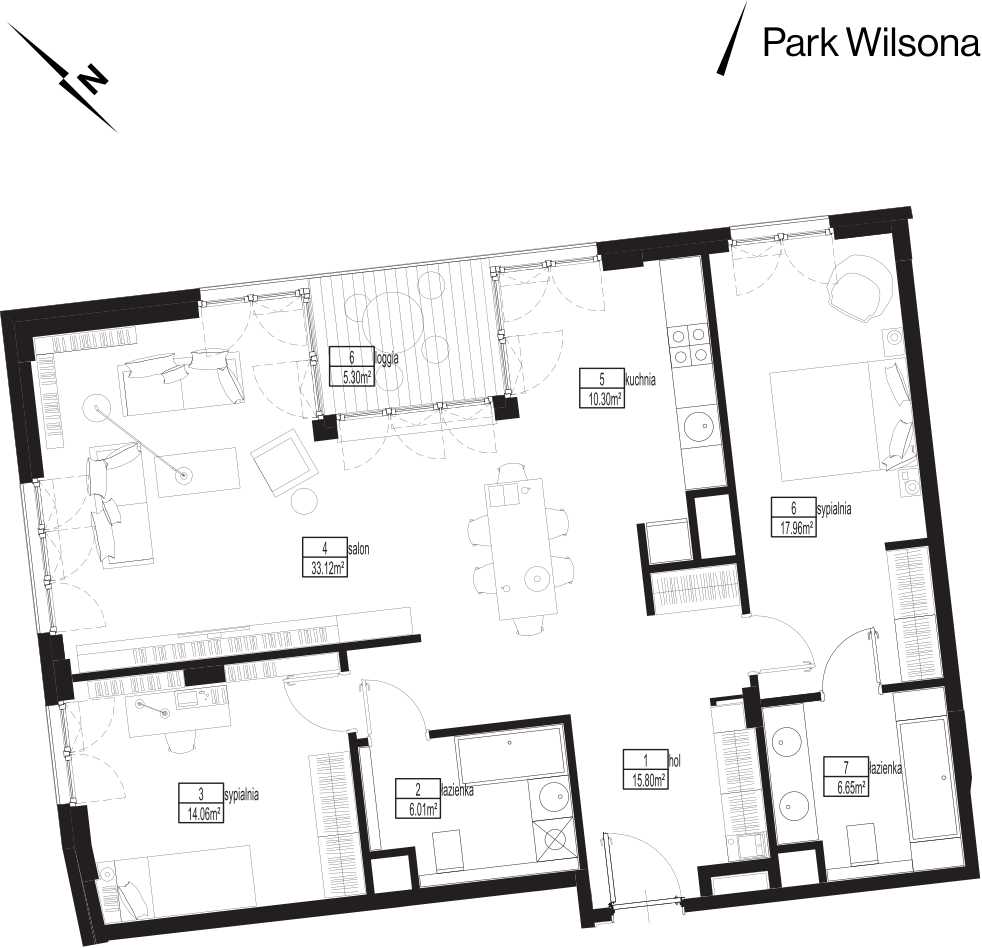 Park Wilsona
N
6 loggia
5.30m²
5 kuchnia
10.30m²
6 sypialnia
17.96m²
4 salon
33.12m²
1 hol
15.80m²
7 łazienka
6.65m²
3 sypialnia
14.06m²
2 łazienka
6.01m²